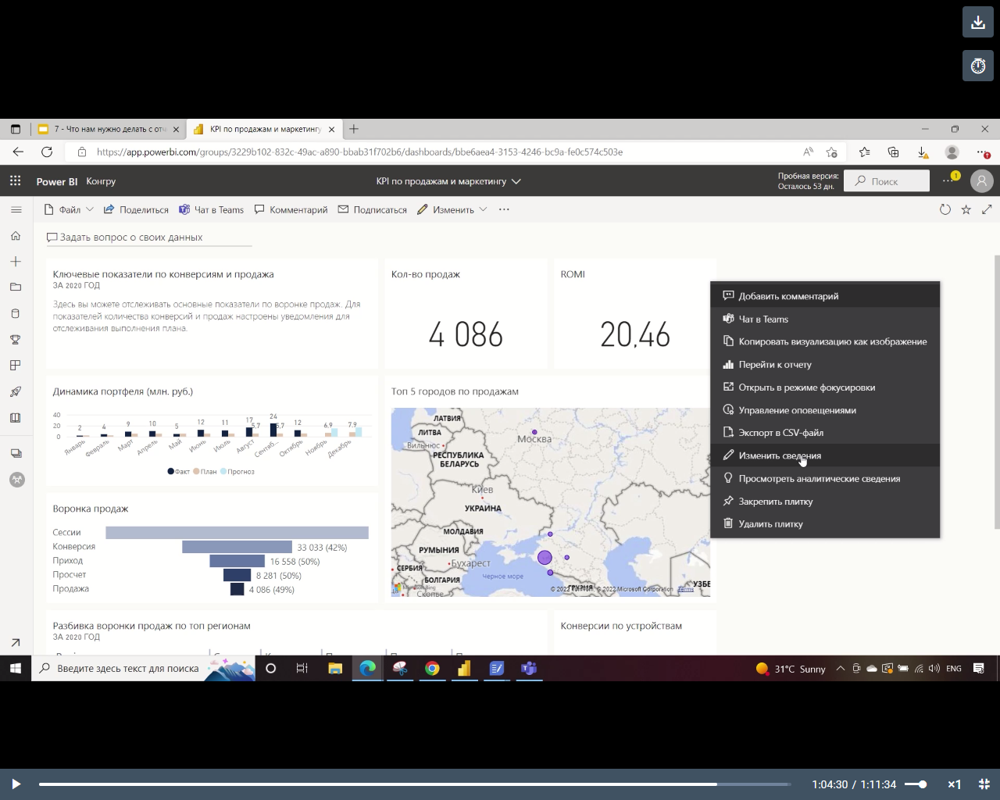 7 - Что нам нужно делать с отч
KPI по продажам и маркетингу
https://app.powerbi.com/groups/3229b102-832c-49ac-a890-bbab31f702b6/dashboards/bbe6aea4-3153-4246-bc9a-fe0c574c503e
Power BI Конгру
KPI по продажам и маркетингу
Пробная версия:
Осталось 53 дн.
Поиск
1
Файл Поделиться Чат в Teams Комментарий Подписаться Изменить
Задать вопрос о своих данных
Ключевые показатели по конверсиям и продажа
ЗА 2020 ГОД
Здесь вы можете отслеживать основные показатели по воронке продаж. Для
показателей количества конверсий и продаж настроены уведомления для
отслеживания выполнения плана.
Кол-во продаж
4 086
ROMI
20,46
Добавить комментарий
Чат в Teams
Копировать визуализацию как изображение
Перейти к отчету
Открыть в режиме фокусировки
Управление оповещениями
Экспорт в CSV-файл
Изменить сведения
Просмотреть аналитические сведения
Закрепить плитку
Удалить плитку
Динамика портфеля (млн. руб.)
40
20
0
2 4 9 10 5 12 11 17 5,7 24 5,7 12 6,9 7,9
Январь Февраль Март Апрель Май Июнь Июль Август Сентяб... Октябрь Ноябрь Декабрь
Факт План Прогноз
Топ 5 городов по продажам
ЛАТВИЯ
Москва
ЛИТВА
Вильнюс
РЕСПУБЛИКА
БЕЛАРУСЬ
Киев
УКРАИНА
МОЛДАВИЯ
РУМЫНИЯ
Бухарест
СЕРБИЯ
БОЛГАРИЯ
Черное море
Скопье
ГРУЗИЯ
УЗБЕ
© 2022 TomTom, © 2022 Microsoft Corporation Terms
Воронка продаж
Сессии
Конверсия 33 033 (42%)
Приход 16 558 (50%)
Просчет 8 281 (50%)
Продажа 4 086 (49%)
Разбивка воронки продаж по топ регионам
ЗА 2020 ГОД
Конверсии по устройствам
Введите здесь текст для поиска
31°C Sunny
ENG
1:04:30 / 1:11:34
×1